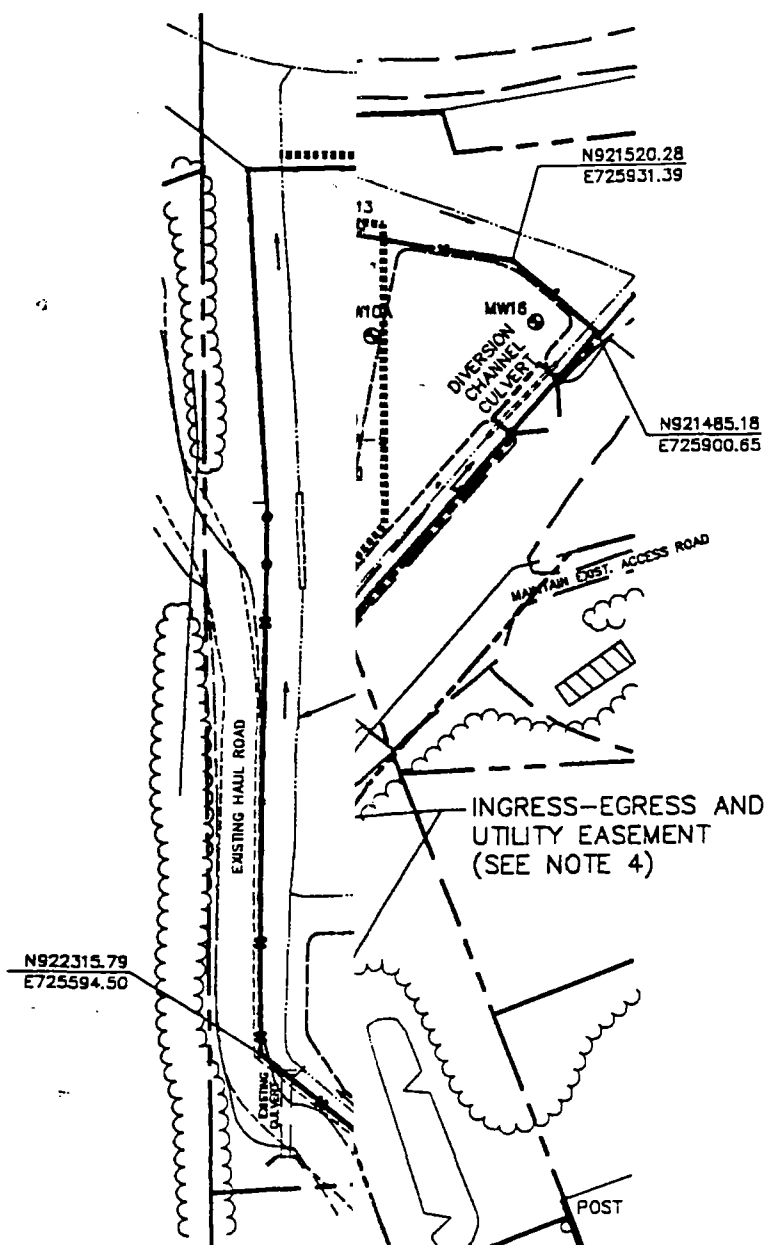 N921520.28
E725931.39
13
MW16
DIVERSION
CHANNEL
CULVERT
N921485.18
E725900.65
MAINTAIN EXIST. ACCESS ROAD
EXISTING HAUL ROAD
INGRESS-EGRESS AND
UTILITY EASEMENT
(SEE NOTE 4)
N922315.79
E725594.50
EXISTING
CULVERT
POST